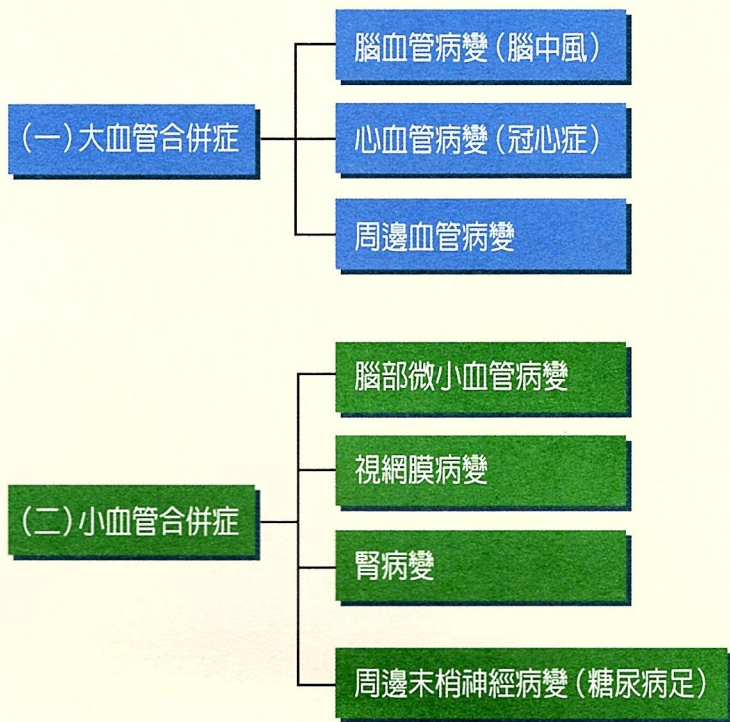 (一)大血管合併症
腦血管病變(腦中風)
心血管病變(冠心症)
周邊血管病變
(二)小血管合併症
腦部微小血管病變
視網膜病變
腎病變
周邊末梢神經病變(糖尿病足)